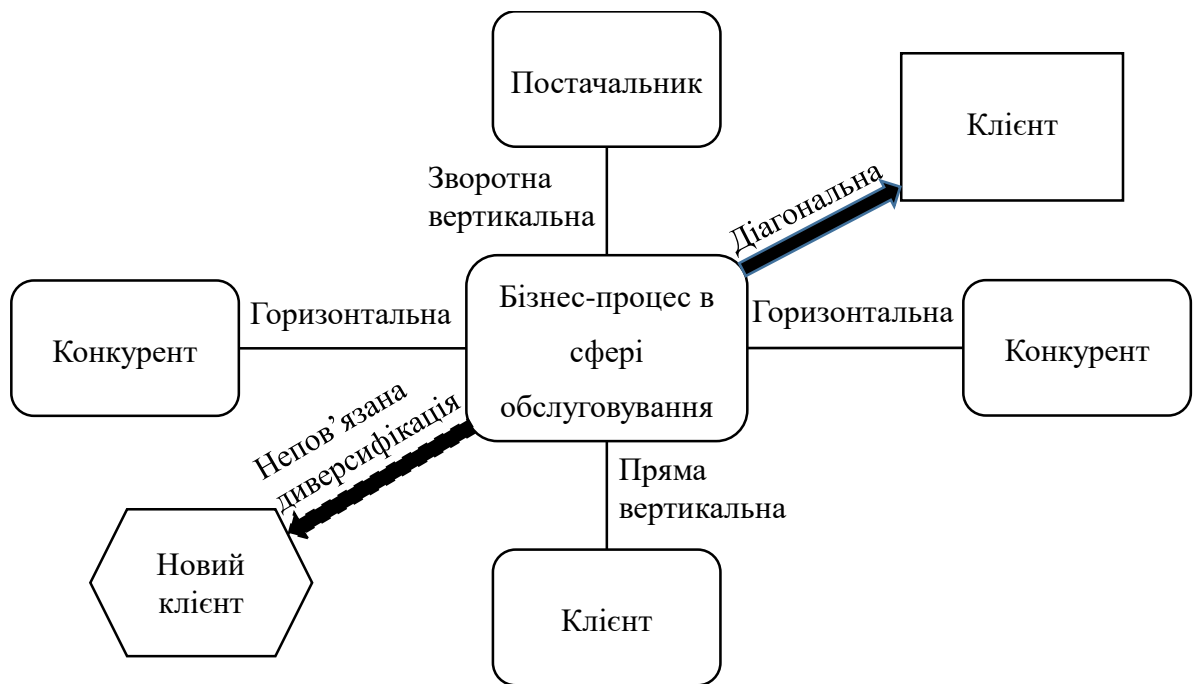 Постачальник
Клієнт
Зворотна
вертикальна
Діагональна
Бізнес-процес в
сфері
обслуговування
Горизонтальна
Горизонтальна
Конкурент
Конкурент
Непов’язана
диверсифікація
Пряма
вертикальна
Новий
клієнт
Клієнт